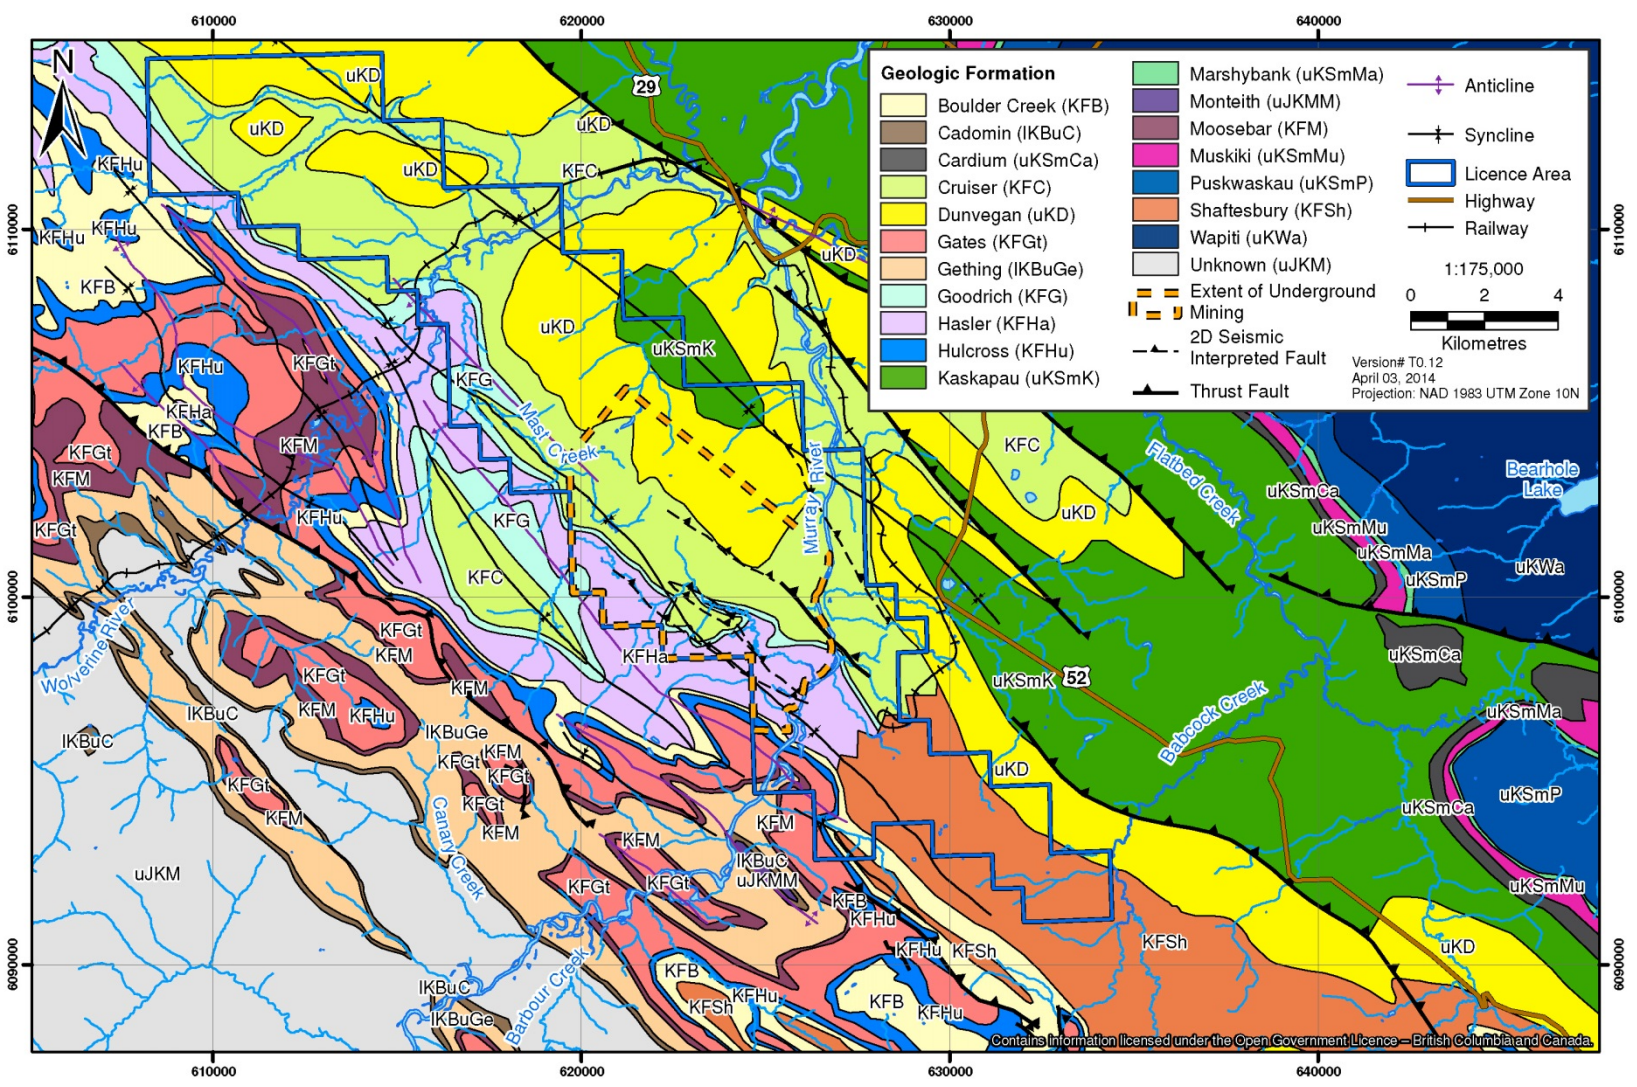 610000
620000
630000
640000
N
29
uKD
uKD
uKD
uKD
KFC
KFHu
KFHu
KFHu
KFB
uKD
uKD
uKSmK
KFG
Mast Creek
KFGt
KFHu
KFHa
KFB
KFM
KFGt
KFM
KFGt
KFHu
KFG
KFC
Murray River
KFC
uKD
Flatbed Creek
Bearhole
Lake
uKSmCa
uKSmMu
uKSmMa
uKSmP
uKWa
Wolverine River
KFGt
KFM
KFHa
KFGt
KFM
KFM
KFHu
lKBuC
lKBuC
lKBuGe
KFM
KFGt
KFGt
KFGt
KFM
KFGt
KFM
uKSmK
52
Babcock Creek
uKSmCa
uKSmMa
uKSmP
uKSmCa
uKSmMu
uKD
uJKM
Canary Creek
KFM
KFM
lKBuC
uJKMM
KFGt
KFGt
KFB
KFHu
KFHu
KFSh
KFSh
uKD
KFB
KFHu
KFSh
KFB
KFHu
lKBuC
lKBuGe
Barbour Creek
Geologic Formation
Boulder Creek (KFB)
Cadomin (lKBuC)
Cardium (uKSmCa)
Cruiser (KFC)
Dunvegan (uKD)
Gates (KFGt)
Gething (lKBuGe)
Goodrich (KFG)
Hasler (KFHa)
Hulcross (KFHu)
Kaskapau (uKSmK)
Marshybank (uKSmMa)
Monteith (uJKMM)
Moosebar (KFM)
Muskiki (uKSmMu)
Puskwaskau (uKSmP)
Shaftesbury (KFSh)
Wapiti (uKWa)
Unknown (uJKM)
Extent of Underground
Mining
2D Seismic
Interpreted Fault
Thrust Fault
Anticline
Syncline
Licence Area
Highway
Railway
1:175,000
0 2 4
Kilometres
Version# T0.12
April 03, 2014
Projection: NAD 1983 UTM Zone 10N
6110000
6100000
6090000
6110000
6100000
6090000
Contains information licensed under the Open Government Licence – British Columbia and Canada.
610000
620000
630000
640000